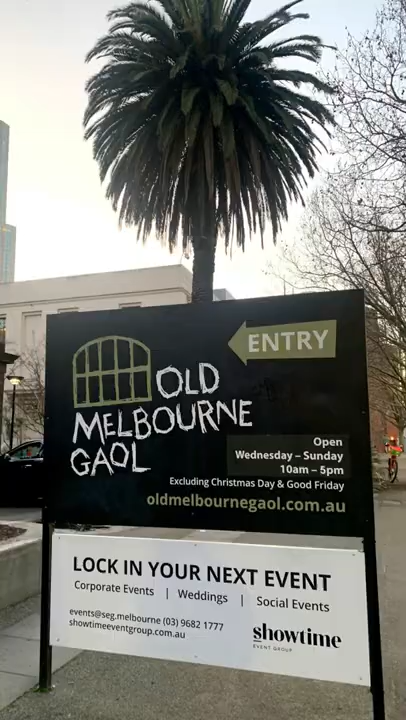 ENTRY
OLD
MELBOURNE
GAOL
Open
Wednesday – Sunday
10am – 5pm
Excluding Christmas Day & Good Friday
oldmelbournegaol.com.au
LOCK IN YOUR NEXT EVENT
Corporate Events | Weddings | Social Events
events@seg.melbourne (03) 9682 1777
showtimeeventgroup.com.au
showtime
EVENT GROUP